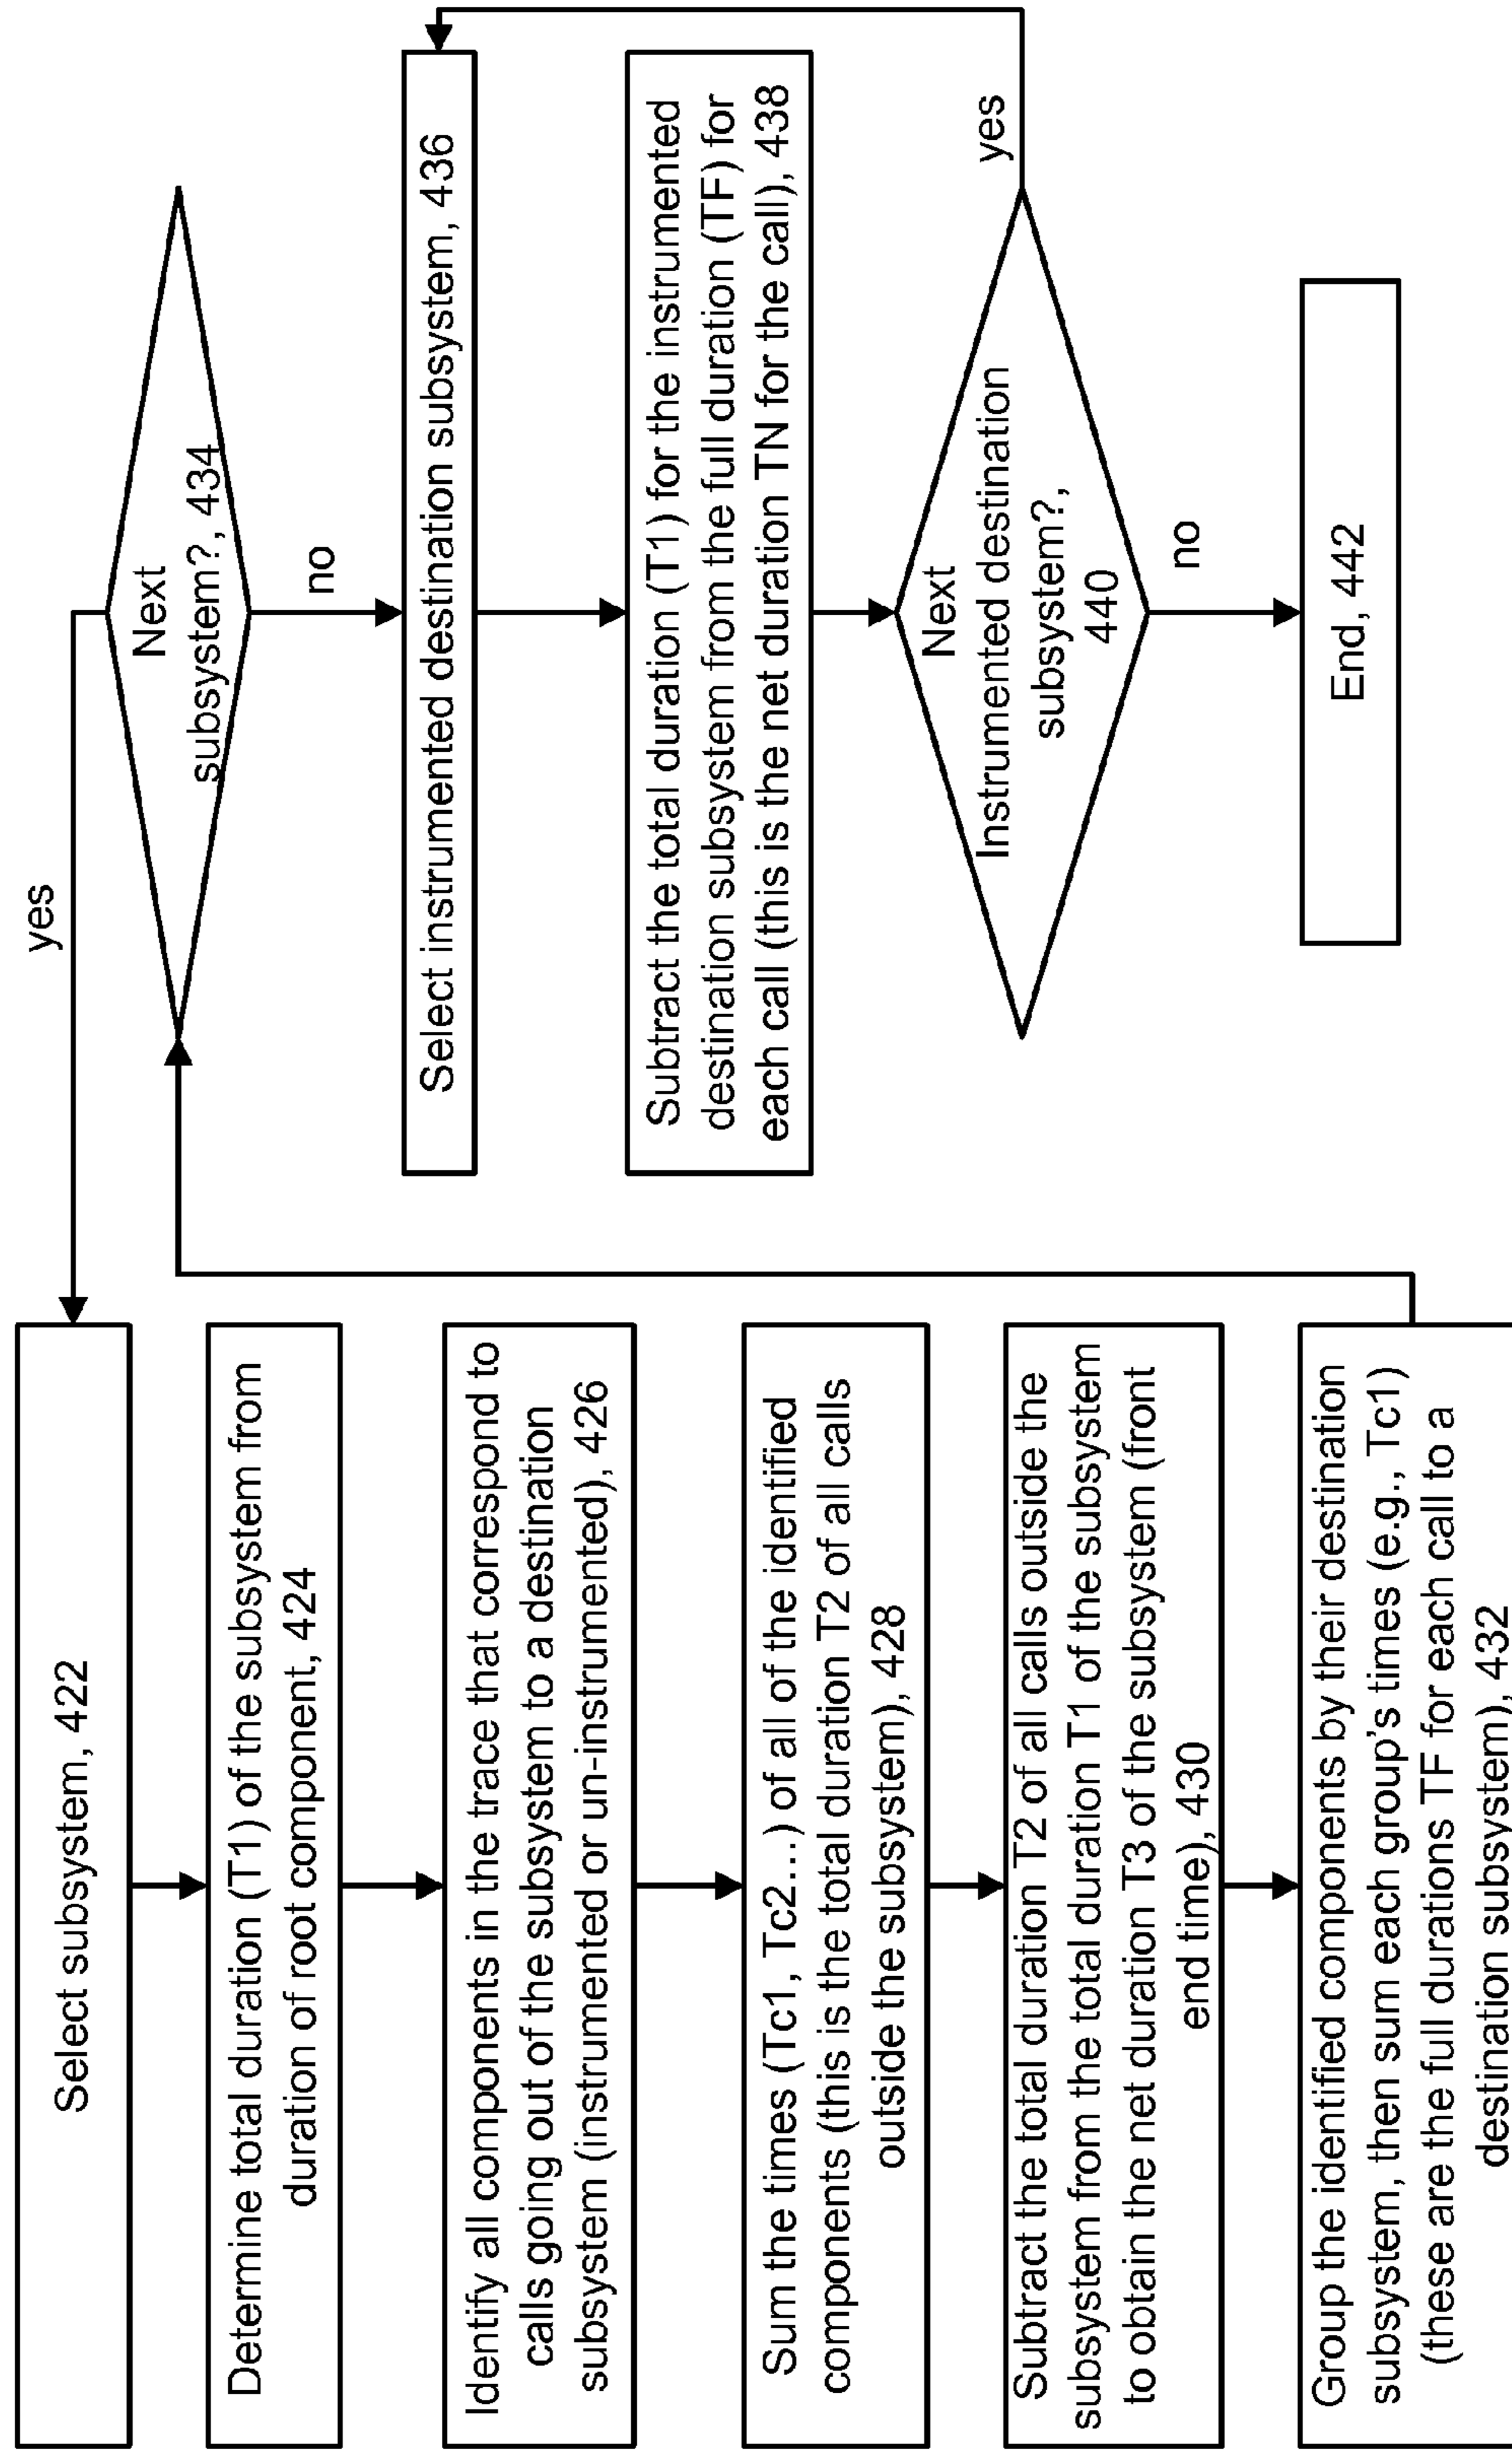 Select subsystem, 422
Determine total duration (T1) of the subsystem from
duration of root component, 424
Identify all components in the trace that correspond to
calls going out of the subsystem to a destination
subsystem (instrumented or un-instrumented), 426
Sum the times (Tc1, Tc2...) of all of the identified
components (this is the total duration T2 of all calls
outside the subsystem), 428
Subtract the total duration T2 of all calls outside the
subsystem from the total duration T1 of the subsystem
to obtain the net duration T3 of the subsystem (front
end time), 430
Group the identified components by their destination
subsystem, then sum each group's times (e.g., Tc1)
(these are the full durations TF for each call to a
destination subsystem), 432
yes
Next
subsystem?, 434
no
Select instrumented destination subsystem, 436
Subtract the total duration (T1) for the instrumented
destination subsystem from the full duration (TF) for
each call (this is the net duration TN for the call), 438
yes
Next
Instrumented destination
subsystem?,
440
no
End, 442